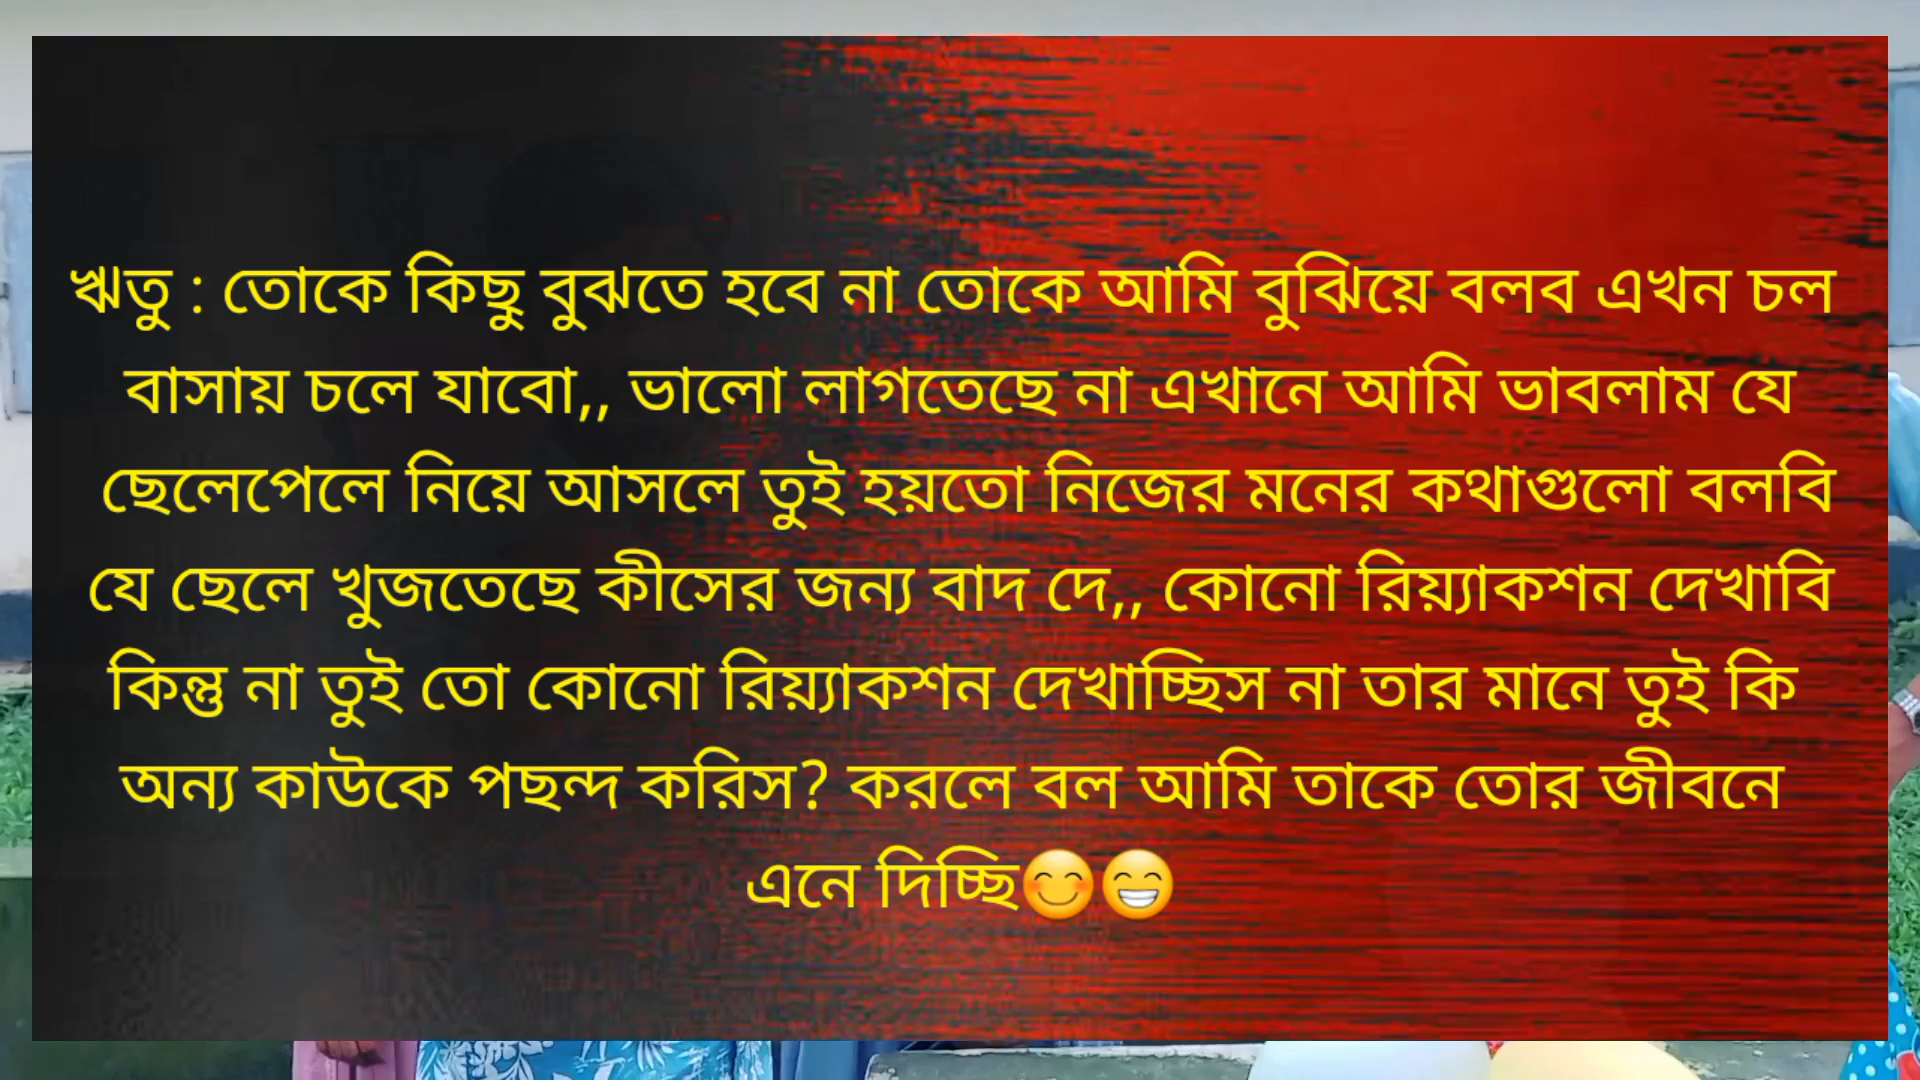 ঋতু : তোকে কিছু বুঝতে হবে না তোকে আমি বুঝিয়ে বলব এখন চল
বাসায় চলে যাবো,, ভালো লাগতেছে না এখানে আমি ভাবলাম যে
ছেলেপেলে নিয়ে আসলে তুই হয়তো নিজের মনের কথাগুলো বলবি
যে ছেলে খুজতেছে কীসের জন্য বাদ দে,, কোনো রিয়্যাকশন দেখাবি
কিন্তু না তুই তো কোনো রিয়্যাকশন দেখাচ্ছিস না তার মানে তুই কি
অন্য কাউকে পছন্দ করিস? করলে বল আমি তাকে তোর জীবনে
এনে দিচ্ছি😊😁